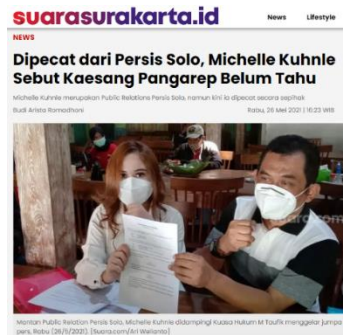 suarasurakarta.id
News
Lifestyle
NEWS
Dipecat dari Persis Solo, Michelle Kuhnle
Sebut Kaesang Pangarep Belum Tahu
Michelle Kuhnle merupakan Public Relations Persis Solo, namun kini ia dipecat secara sepihak
Budi Arista Romadhoni
Rabu, 26 Mei 2021 | 16:23 WIB
Mantan Public Relation Persis Solo, Michelle Kuhnle didampingi Kuasa Hukum M Taufik menggelar jumpa
pers, Rabu (26/5/2021). [Suara.com/Ari Welianto]